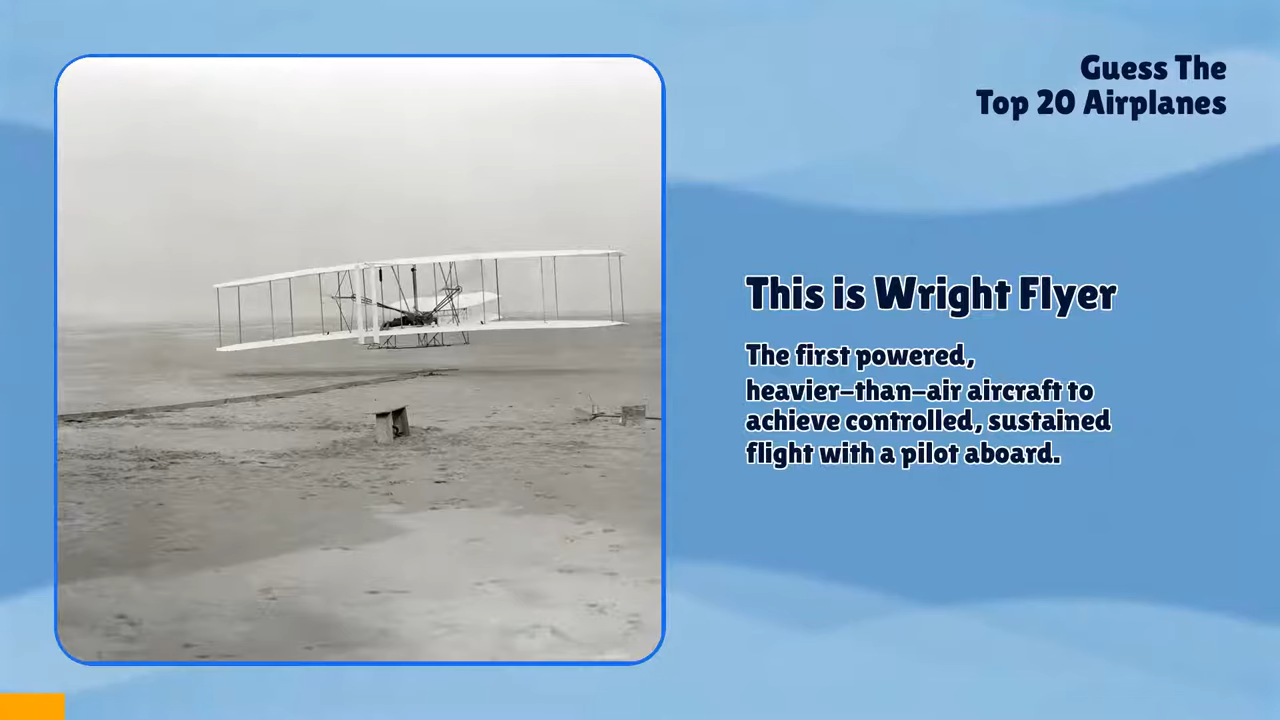 Guess The
Top 20 Airplanes
This is Wright Flyer
The first powered,
heavier-than-air aircraft to
achieve controlled, sustained
flight with a pilot aboard.